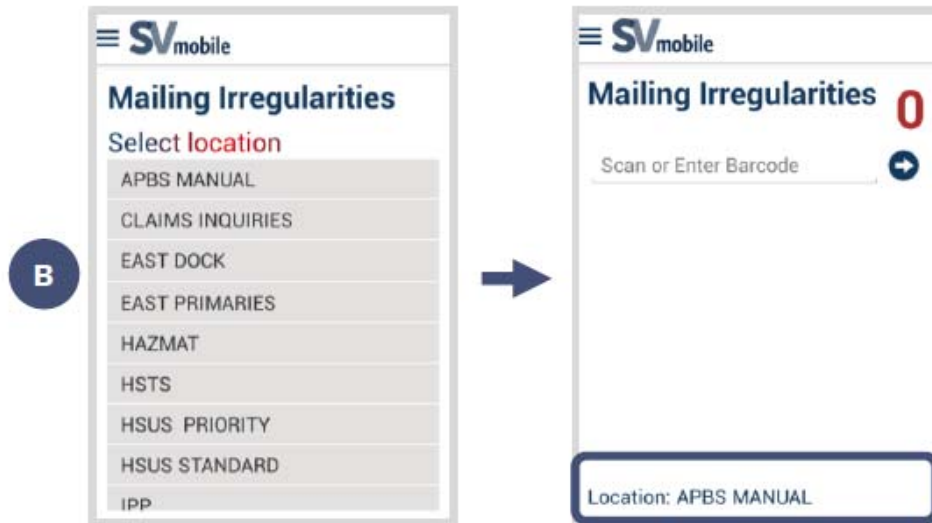 SVmobile
Mailing Irregularities
Select location
APBS MANUAL
CLAIMS INQUIRIES
EAST DOCK
EAST PRIMARIES
HAZMAT
HSTS
HSUS PRIORITY
HSUS STANDARD
IPP
B
SVmobile
Mailing Irregularities
0
Scan or Enter Barcode
Location: APBS MANUAL